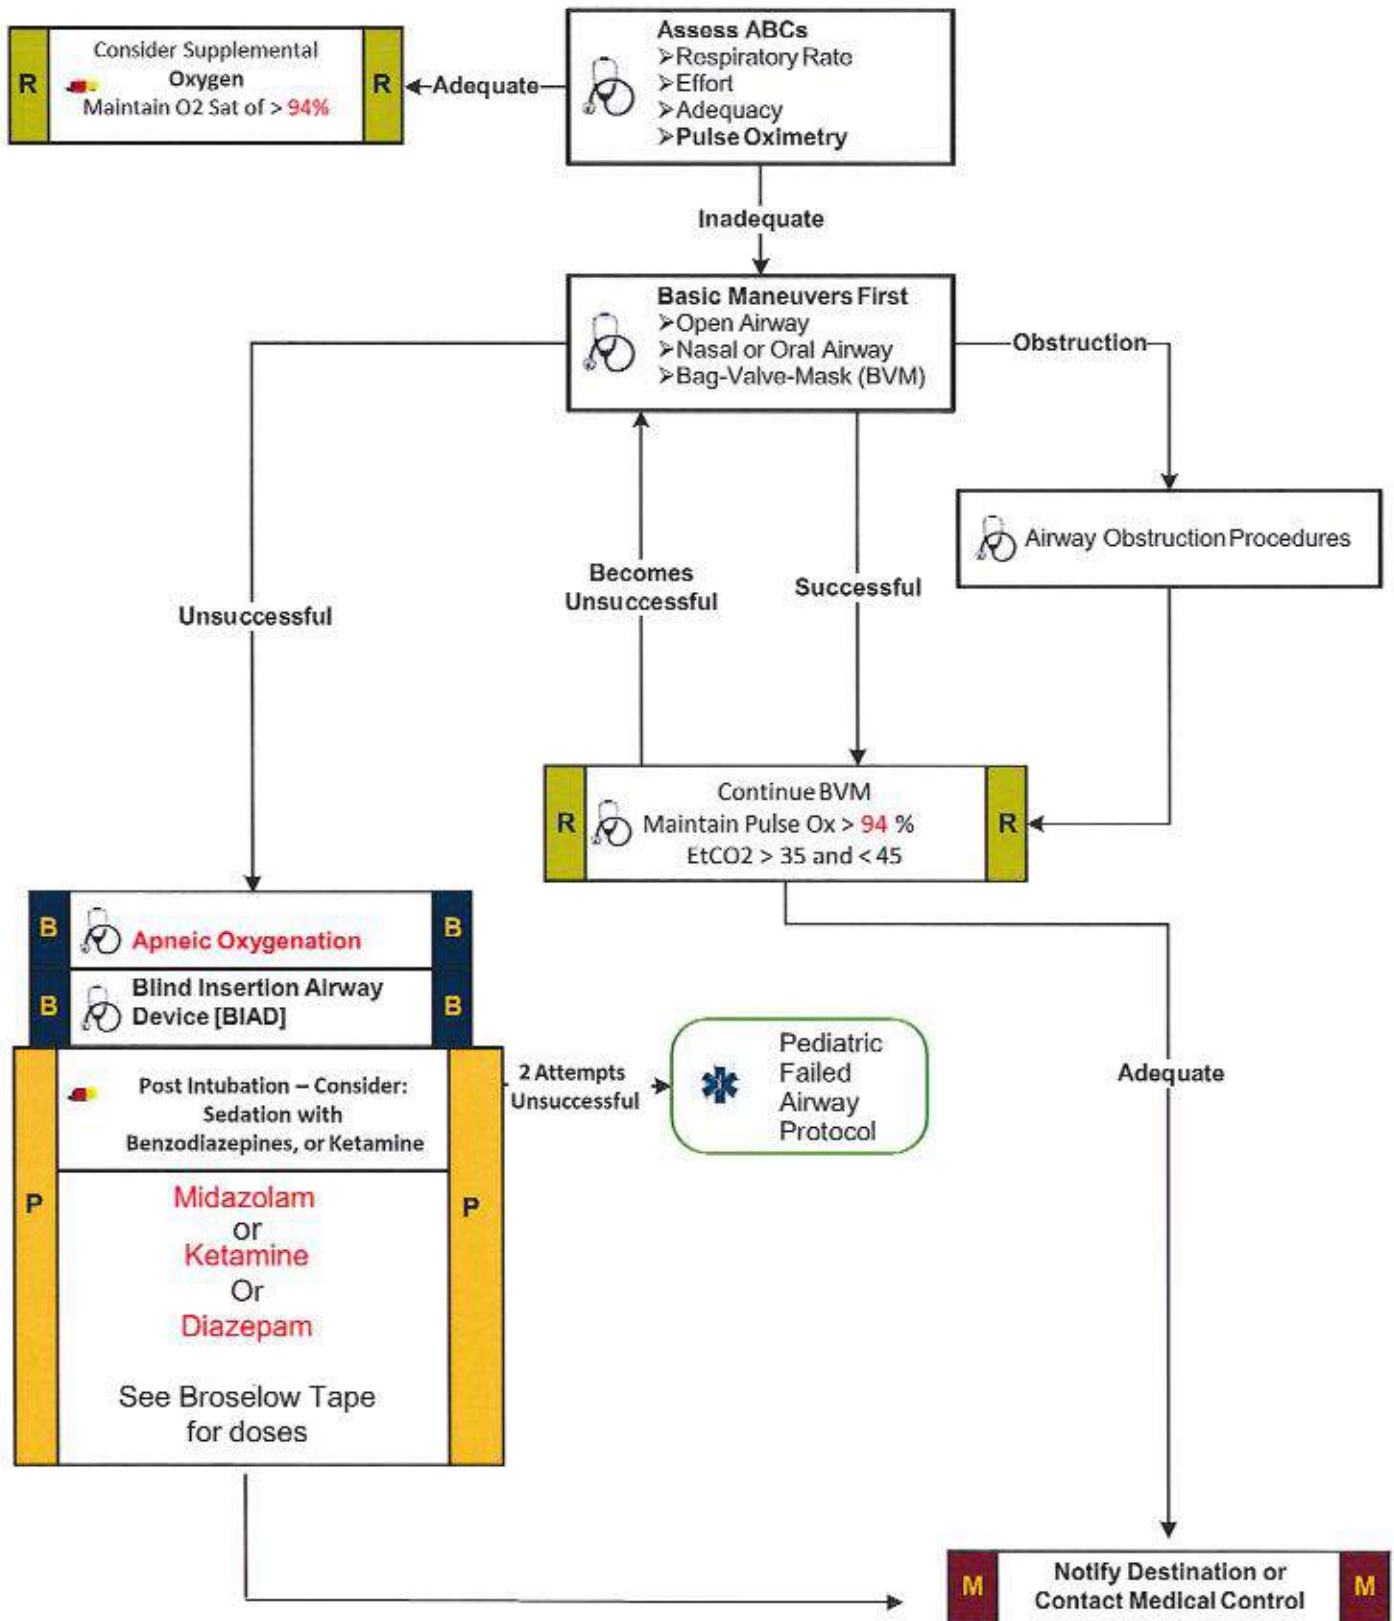 Assess ABCs
➢Respiratory Rate
➢Effort
➢Adequacy
➢Pulse Oximetry
Adequate
R
Consider Supplemental
Oxygen
Maintain O2 Sat of > 94%
R
Inadequate
Basic Maneuvers First
➢Open Airway
➢Nasal or Oral Airway
➢Bag-Valve-Mask (BVM)
Obstruction
Airway Obstruction Procedures
Becomes
Unsuccessful
Successful
Unsuccessful
R
Continue BVM
Maintain Pulse Ox > 94 %
EtCO2 > 35 and < 45
R
B
Apneic Oxygenation
B
B
Blind Insertion Airway
Device [BIAD]
B
P
Post Intubation – Consider:
Sedation with
Benzodiazepines, or Ketamine
Midazolam
or
Ketamine
Or
Diazepam
See Broselow Tape
for doses
P
2 Attempts
Unsuccessful
Pediatric
Failed
Airway
Protocol
Adequate
M
Notify Destination or
Contact Medical Control
M